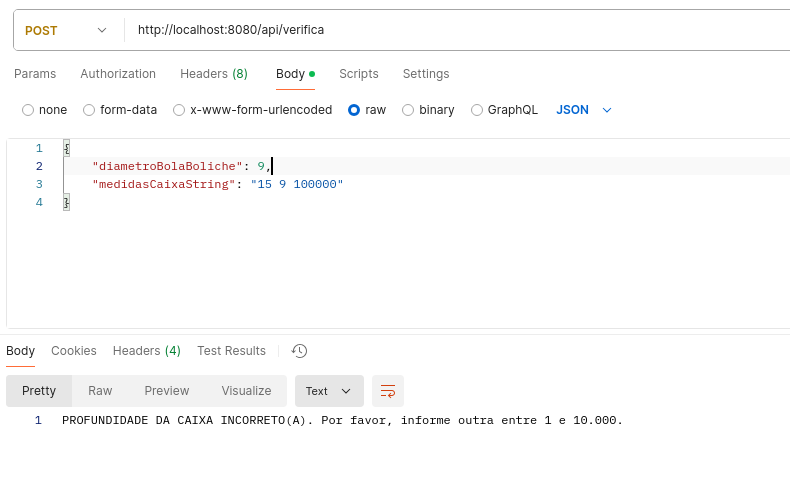 POST http://localhost:8080/api/verifica
Params Authorization Headers (8) Body Scripts Settings
none form-data x-www-form-urlencoded raw binary GraphQL JSON
1 {
2 "diametroBolaBoliche": 9,
3 "medidasCaixaString": "15 9 100000"
4 }
Body Cookies Headers (4) Test Results
Pretty Raw Preview Visualize Text
1 PROFUNDIDADE DA CAIXA INCORRETO(A). Por favor, informe outra entre 1 e 10.000.